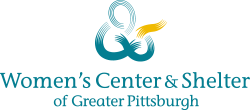 Women's Center & Shelter
of Greater Pittsburgh